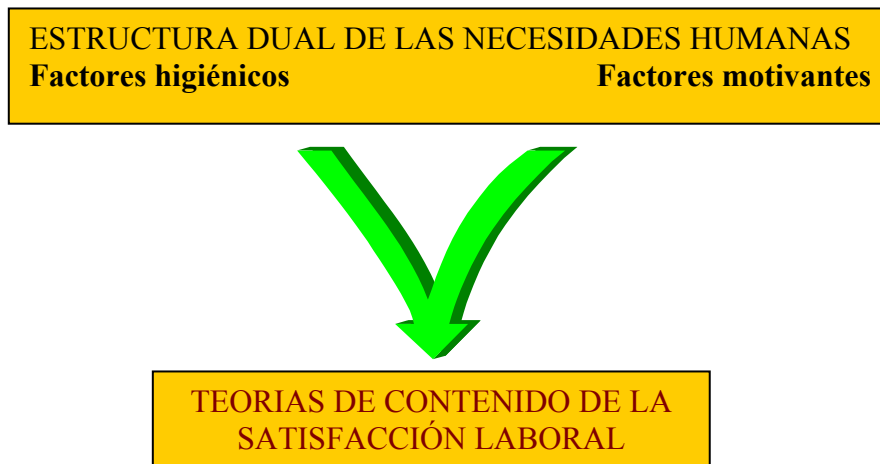 ESTRUCTURA DUAL DE LAS NECESIDADES HUMANAS
Factores higiénicos Factores motivantes
TEORIAS DE CONTENIDO DE LA
SATISFACCIÓN LABORAL